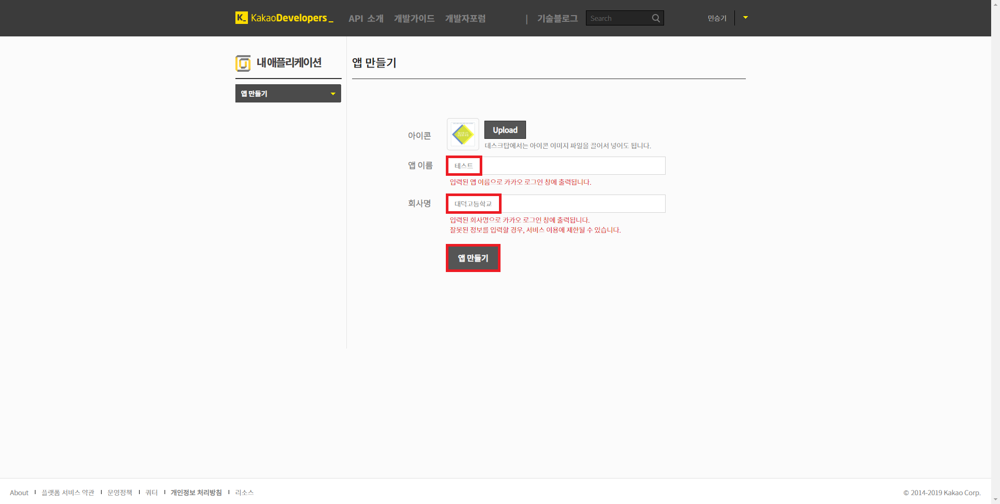 K_ KakaoDevelopers_ API 소개 개발가이드 개발자포럼 | 기술블로그 Search 민승기
내 애플리케이션
앱 만들기
앱 만들기
아이콘
Upload
데스크탑에서는 아이콘 이미지 파일을 끌어서 넣어도 됩니다.
앱 이름
테스트
입력된 앱 이름으로 카카오 로그인 창에 출력됩니다.
회사명
대덕고등학교
입력된 회사명으로 카카오 로그인 창에 출력됩니다.
잘못된 정보를 입력할 경우, 서비스 이용에 제한될 수 있습니다.
앱 만들기
About | 플랫폼 서비스 약관 | 운영정책 | 쿼터 | 개인정보 처리방침 | 리소스
© 2014-2019 Kakao Corp.